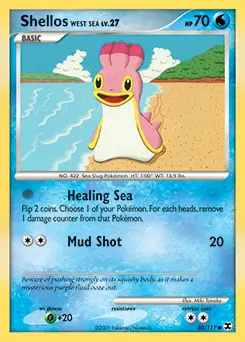 Shellos WEST SEA LV.27 HP 70
BASIC
NO. 422 Sea Slug Pokémon. HT: 1'00" WT: 13.9 lbs.
Healing Sea
Flip 2 coins. Choose 1 of your Pokémon. For each heads, remove
1 damage counter from that Pokémon.
Mud Shot 20
Beware of pushing strongly on its squishy body, as it makes a
mysterious purple fluid ooze out.
Illus. Miki Tanaka
weakness resistance retreat cost
+20
©2009 Pokémon/Nintendo 80/111